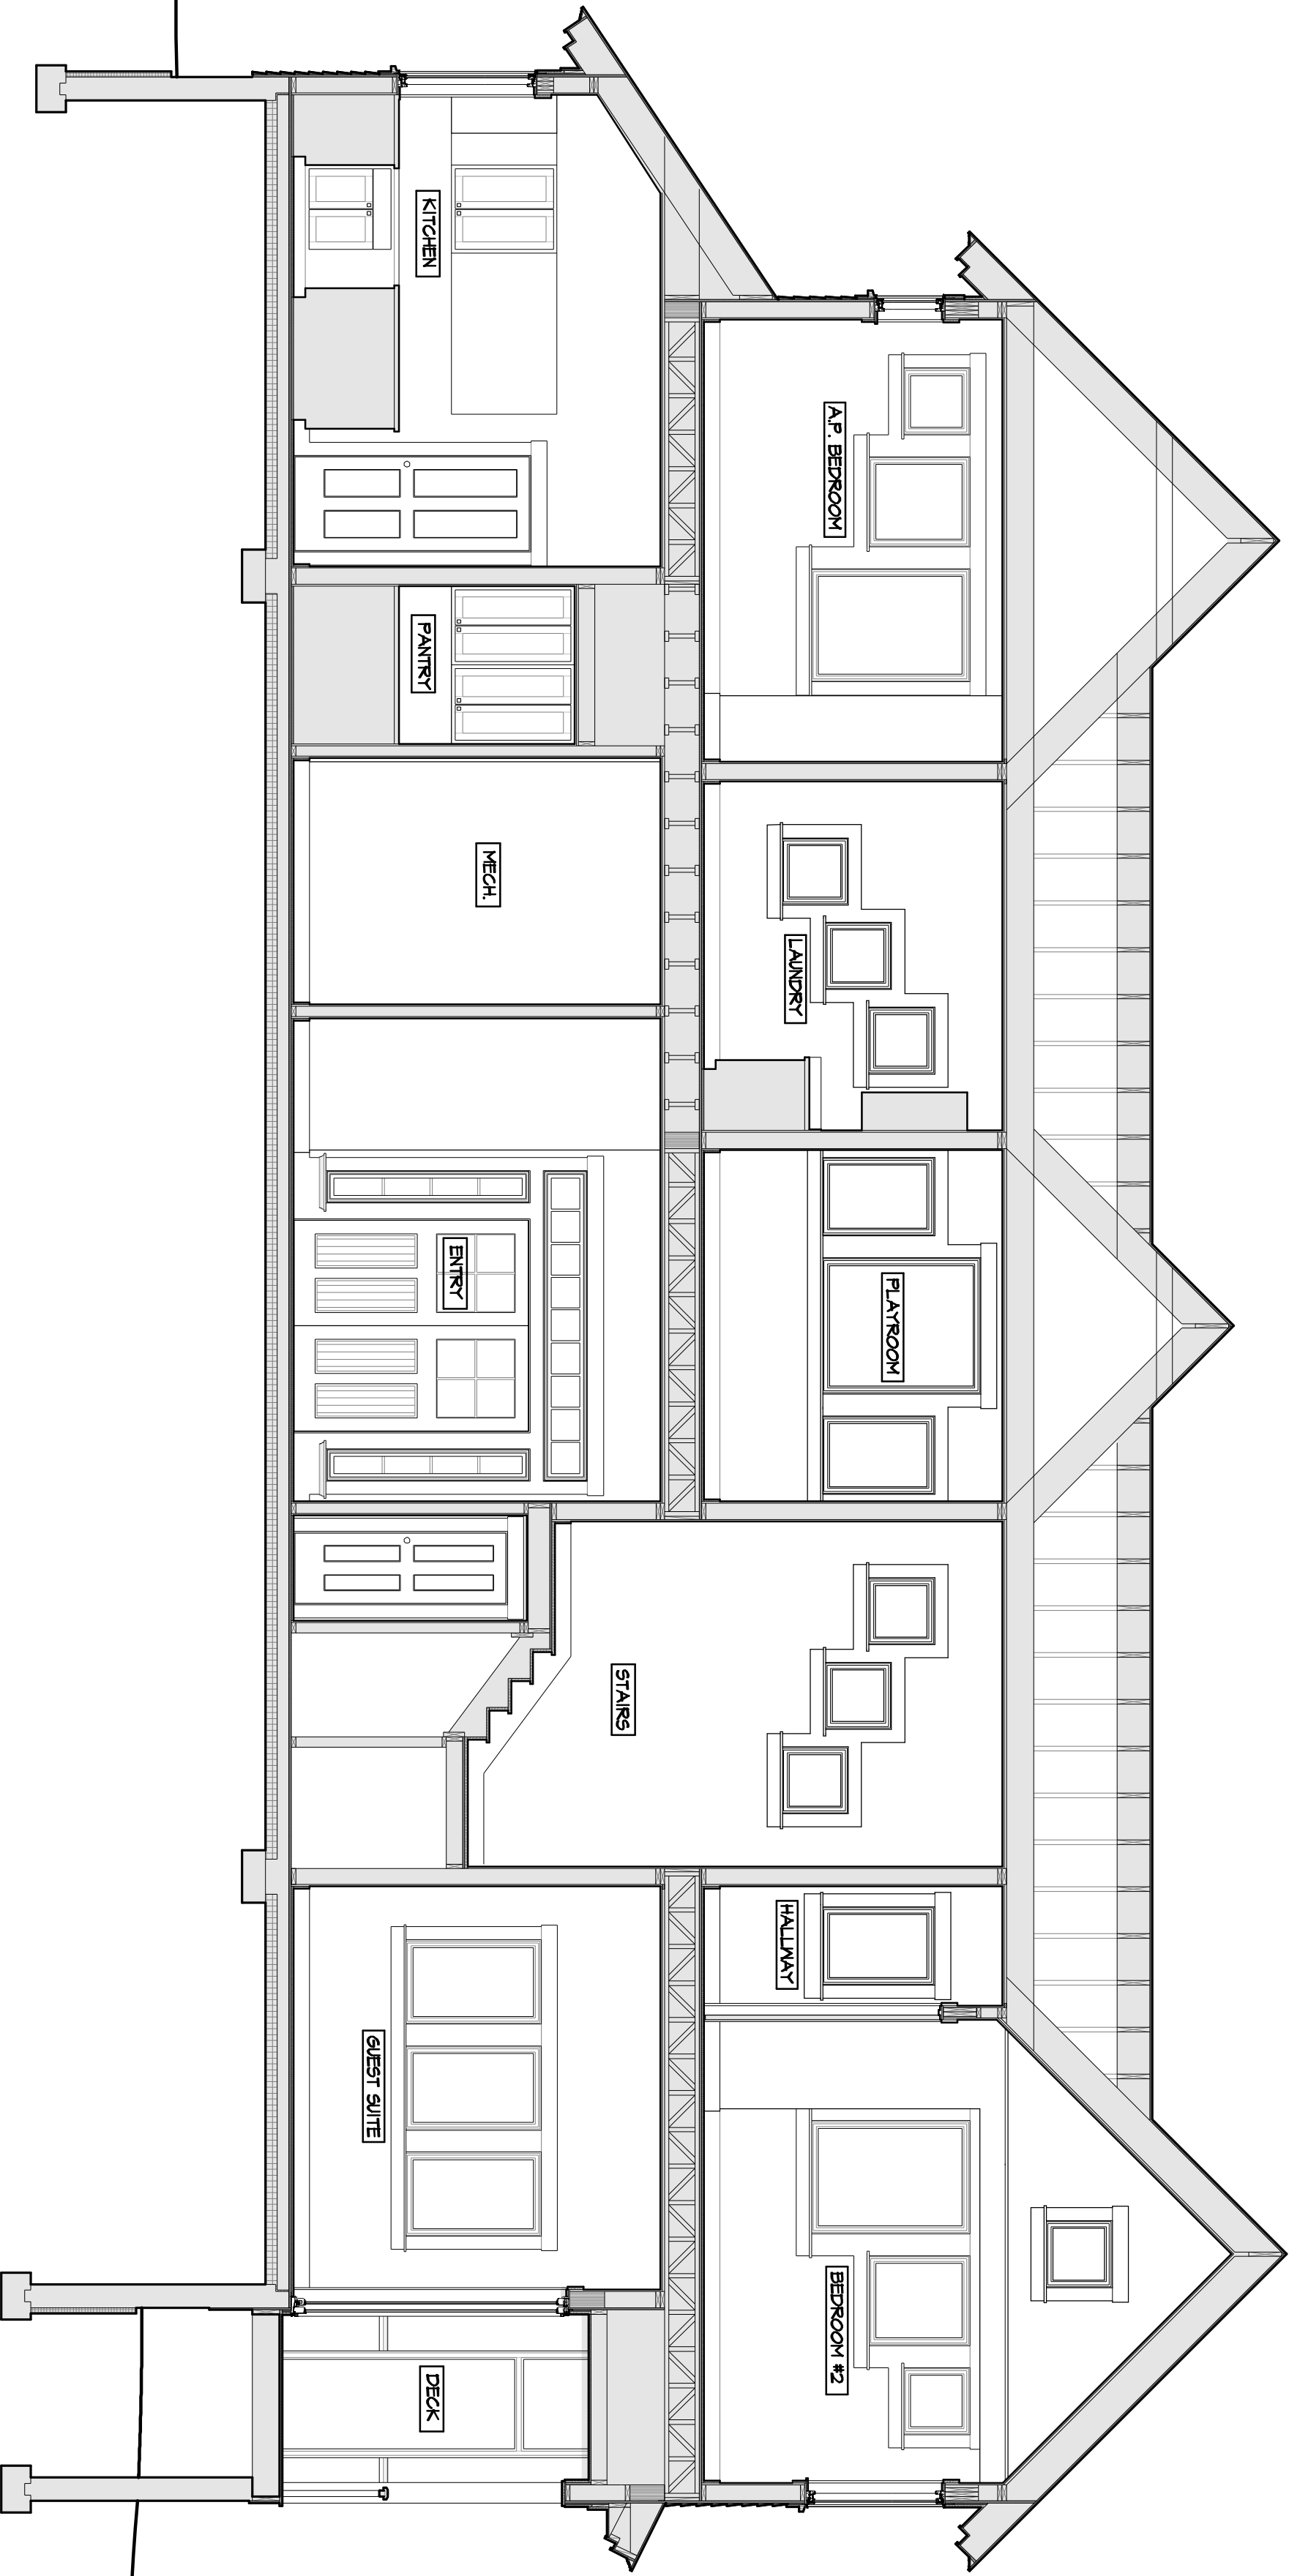 A.P. BEDROOM
LAUNDRY
PLAYROOM
HALLWAY
BEDROOM #2
KITCHEN
PANTRY
MECH.
ENTRY
STAIRS
GUEST SUITE
DECK